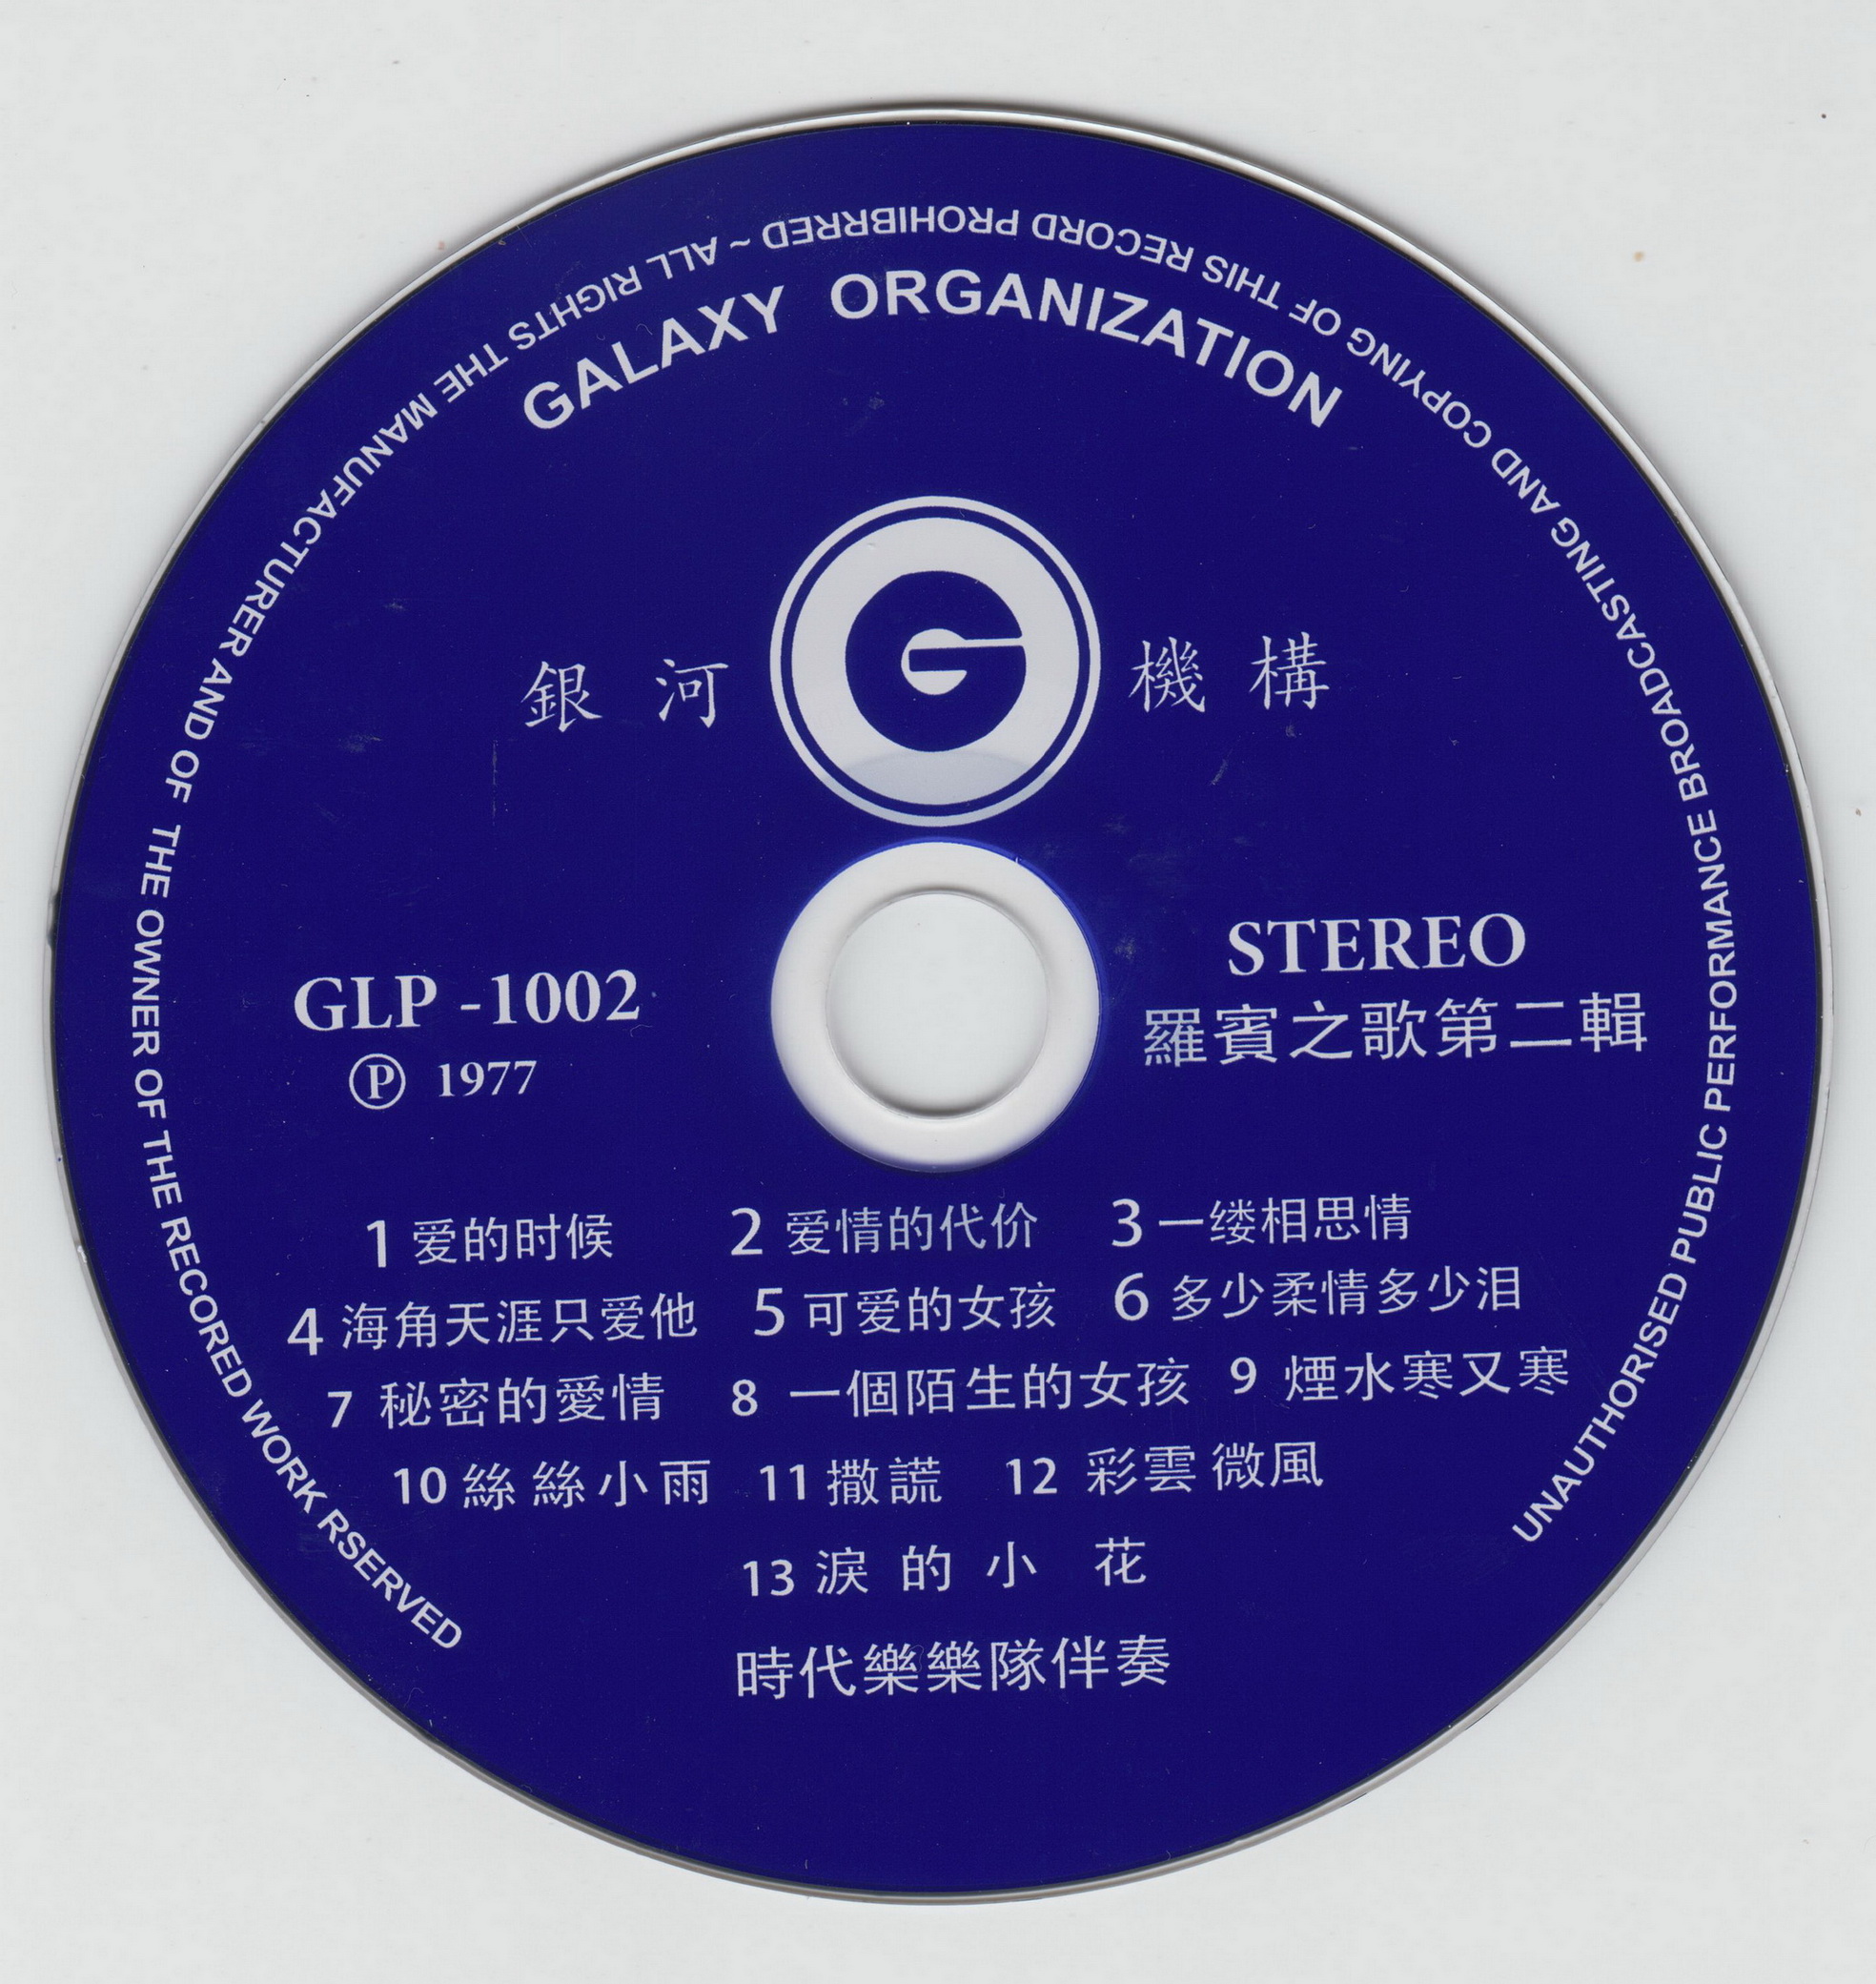 UNAUTHORISED PUBLIC PERFORMANCE BROADCASTING AND COPYING OF THIS RECORD PROHIBRRED ~ ALL RIGHTS THE MANUFACTURER AND OF THE OWNER OF THE RECORED WORK RSERVED
GALAXY ORGANIZATION
銀河 G 機構
STEREO
GLP -1002
羅賓之歌第二輯
Ⓟ 1977
1 爱的时候 2 爱情的代价 3 一缕相思情
4 海角天涯只爱他 5 可爱的女孩 6 多少柔情多少泪
7 秘密的愛情 8 一個陌生的女孩 9 煙水寒又寒
10 絲絲小雨 11 撒謊 12 彩雲微風
13 淚的小花
時代樂樂隊伴奏